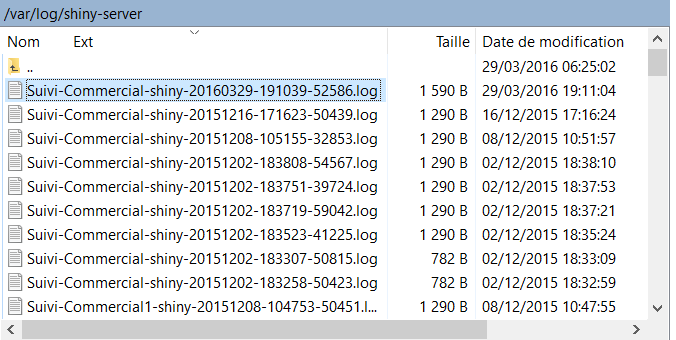 /var/log/shiny-server
Nom Ext Taille Date de modification
.. 29/03/2016 06:25:02
Suivi-Commercial-shiny-20160329-191039-52586.log 1 590 B 29/03/2016 19:11:04
Suivi-Commercial-shiny-20151216-171623-50439.log 1 290 B 16/12/2015 17:16:24
Suivi-Commercial-shiny-20151208-105155-32853.log 1 290 B 08/12/2015 10:51:57
Suivi-Commercial-shiny-20151202-183808-54567.log 1 290 B 02/12/2015 18:38:10
Suivi-Commercial-shiny-20151202-183751-39724.log 1 290 B 02/12/2015 18:37:53
Suivi-Commercial-shiny-20151202-183719-59042.log 1 290 B 02/12/2015 18:37:21
Suivi-Commercial-shiny-20151202-183523-41225.log 1 290 B 02/12/2015 18:35:24
Suivi-Commercial-shiny-20151202-183307-50815.log 782 B 02/12/2015 18:33:09
Suivi-Commercial-shiny-20151202-183258-50423.log 782 B 02/12/2015 18:32:59
Suivi-Commercial1-shiny-20151208-104753-50451.l... 1 290 B 08/12/2015 10:47:55